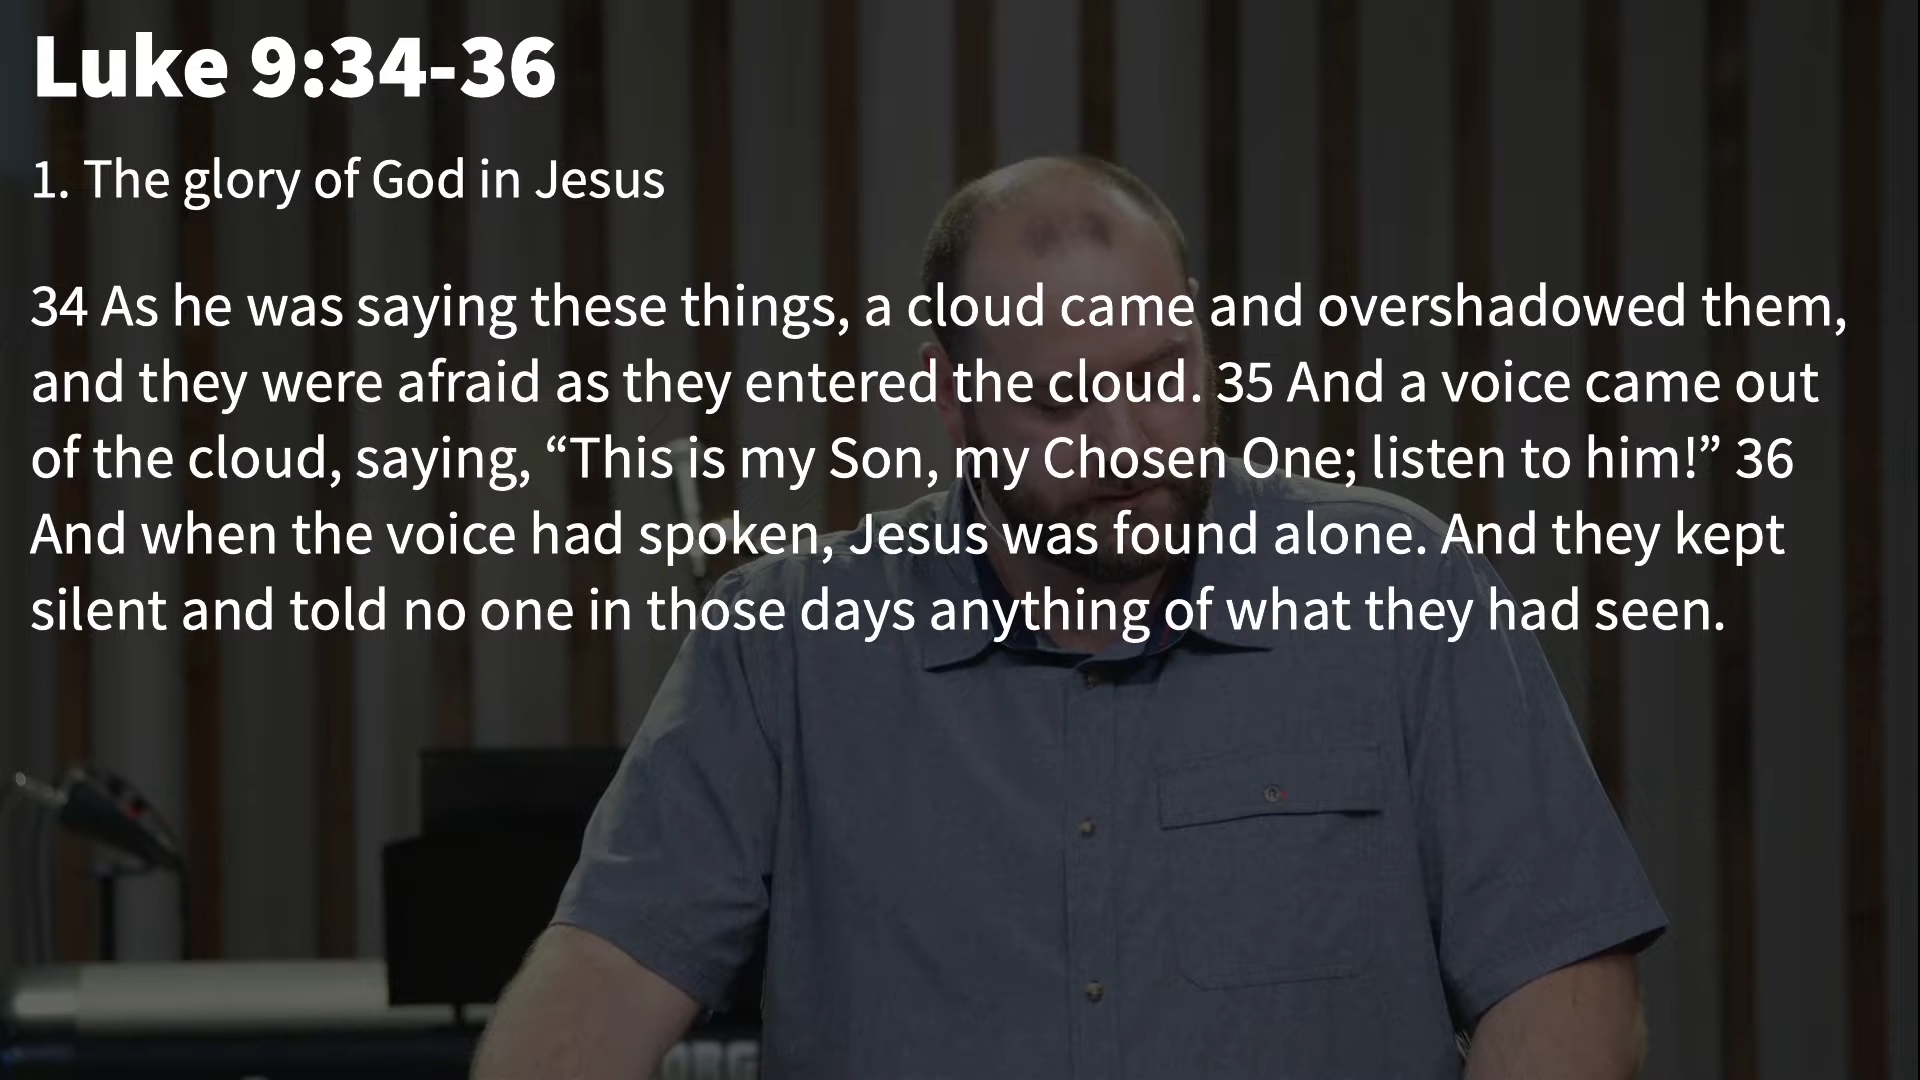 Luke 9:34-36
1. The glory of God in Jesus
34 As he was saying these things, a cloud came and overshadowed them,
and they were afraid as they entered the cloud. 35 And a voice came out
of the cloud, saying, “This is my Son, my Chosen One; listen to him!” 36
And when the voice had spoken, Jesus was found alone. And they kept
silent and told no one in those days anything of what they had seen.